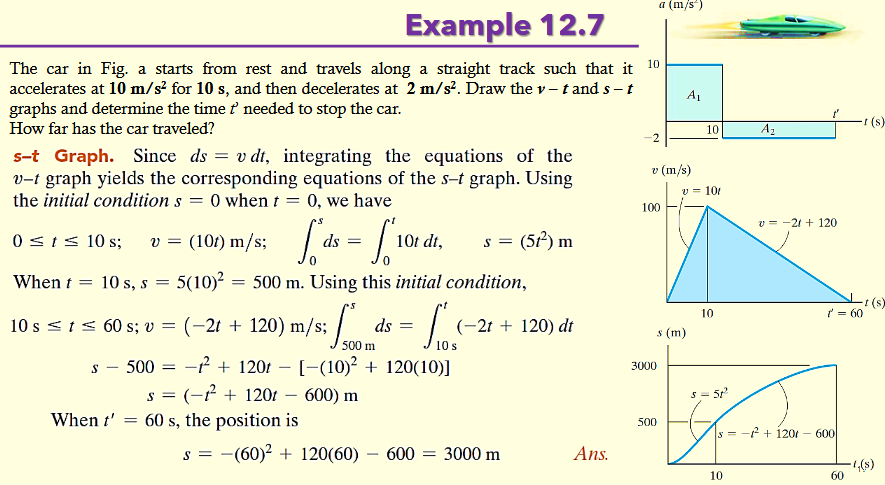 Example 12.7
The car in Fig. a starts from rest and travels along a straight track such that it
accelerates at 10 m/s² for 10 s, and then decelerates at 2 m/s². Draw the v – t and s – t
graphs and determine the time t′ needed to stop the car.
How far has the car traveled?
s–t Graph. Since ds = v dt, integrating the equations of the
v–t graph yields the corresponding equations of the s–t graph. Using
the initial condition s = 0 when t = 0, we have
0 ≤ t ≤ 10 s; v = (10t) m/s; ∫₀ˢ ds = ∫₀ᵗ 10t dt, s = (5t²) m
When t = 10 s, s = 5(10)² = 500 m. Using this initial condition,
10 s ≤ t ≤ 60 s; v = (−2t + 120) m/s; ∫_{500 m}^{s} ds = ∫_{10 s}^{t} (−2t + 120) dt
s − 500 = −t² + 120t − [−(10)² + 120(10)]
s = (−t² + 120t − 600) m
When t′ = 60 s, the position is
s = −(60)² + 120(60) − 600 = 3000 m Ans.
a (m/s²)
10
A₁
t′
t (s)
10
A₂
−2
v (m/s)
v = 10t
100
v = −2t + 120
t (s)
10
t′ = 60
s (m)
3000
s = 5t²
500
s = −t² + 120t − 600
t (s)
10
60